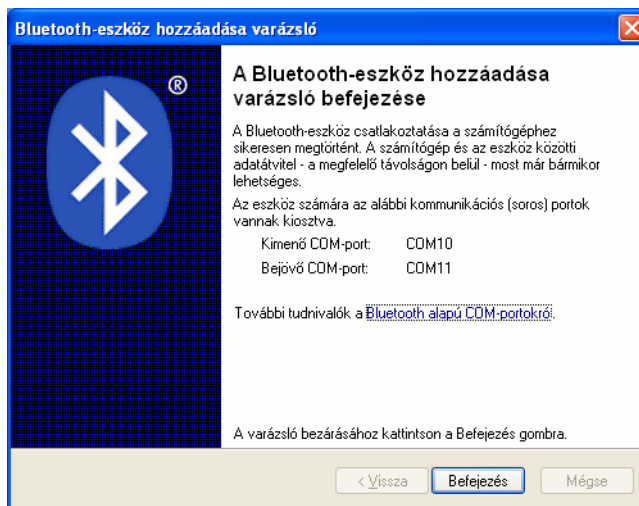 Bluetooth-eszköz hozzáadása varázsló
®
A Bluetooth-eszköz hozzáadása
varázsló befejezése
A Bluetooth-eszköz csatlakoztatása a számítógéphez
sikeresen megtörtént. A számítógép és az eszköz közötti
adatátvitel - a megfelelő távolságon belül - most már bármikor
lehetséges.
Az eszköz számára az alábbi kommunikációs (soros) portok
vannak kiosztva.
Kimenő COM-port: COM10
Bejövő COM-port: COM11
További tudnivalók a Bluetooth alapú COM-portokról.
A varázsló bezárásához kattintson a Befejezés gombra.
< Vissza Befejezés Mégse